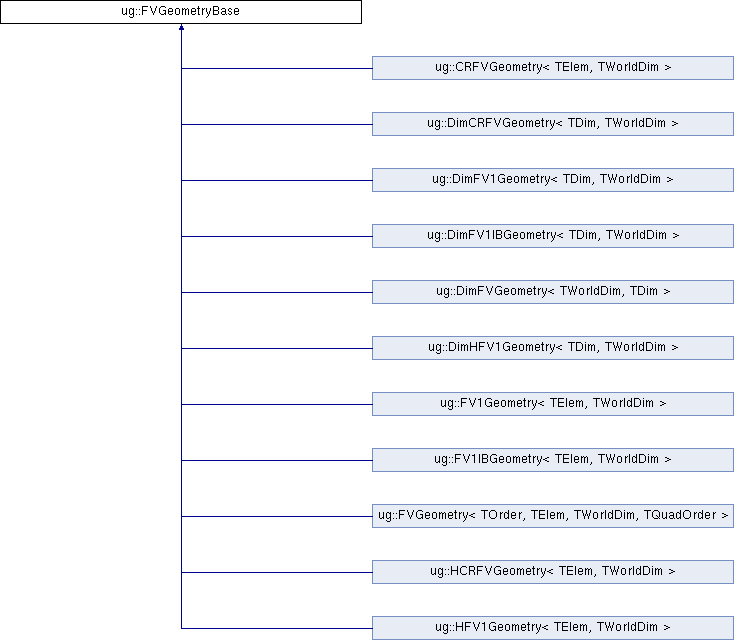 ug::FVGeometryBase
ug::CRFVGeometry< TElem, TWorldDim >
ug::DimCRFVGeometry< TDim, TWorldDim >
ug::DimFV1Geometry< TDim, TWorldDim >
ug::DimFV1IBGeometry< TDim, TWorldDim >
ug::DimFVGeometry< TWorldDim, TDim >
ug::DimHFV1Geometry< TDim, TWorldDim >
ug::FV1Geometry< TElem, TWorldDim >
ug::FV1IBGeometry< TElem, TWorldDim >
ug::FVGeometry< TOrder, TElem, TWorldDim, TQuadOrder >
ug::HCRFVGeometry< TElem, TWorldDim >
ug::HFV1Geometry< TElem, TWorldDim >